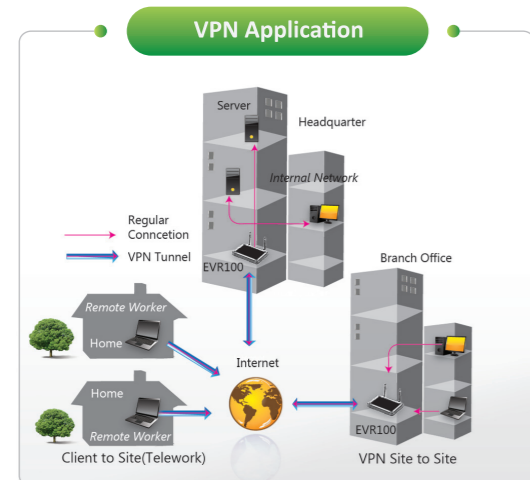 VPN Application
Server
Headquarter
Internal Network
Regular
Conncetion
VPN Tunnel
EVR100
Branch Office
Remote Worker
Home
Internet
Home
Remote Worker
EVR100
Client to Site(Telework)
VPN Site to Site